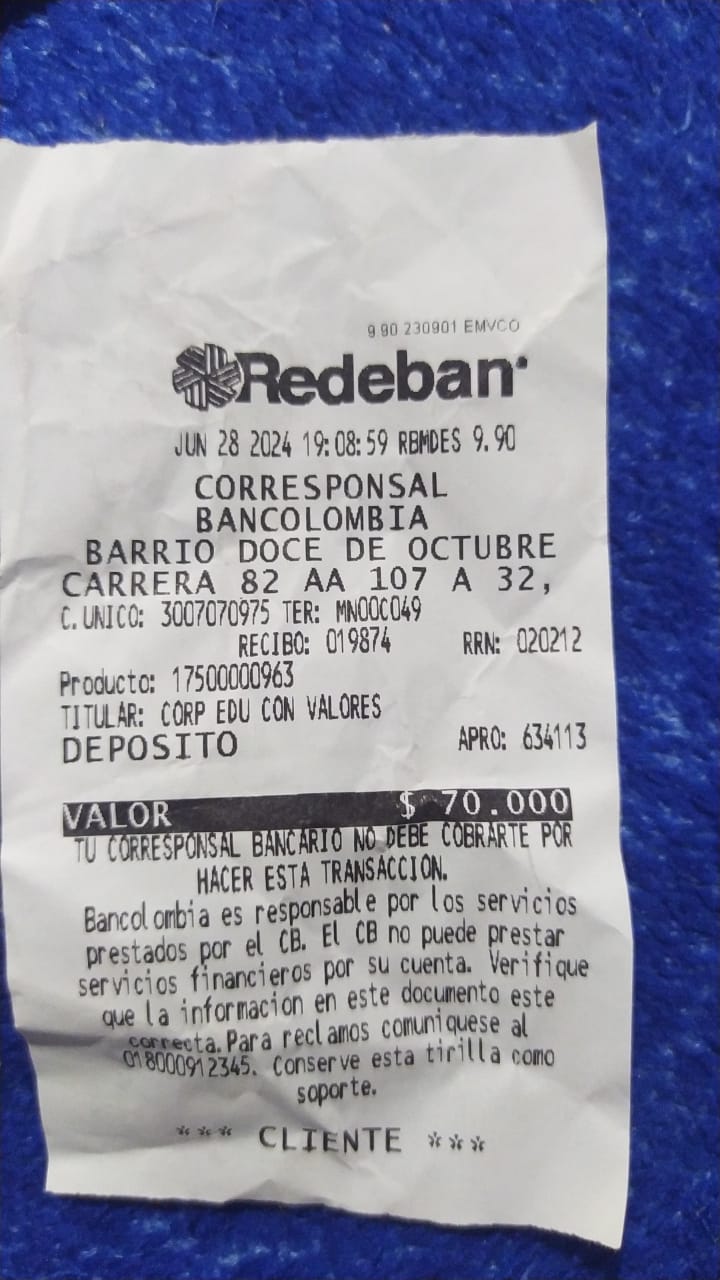 9.90 230901 EMVCO
Redeban
JUN 28 2024 19:08:59 RBMDES 9.90
CORRESPONSAL
BANCOLOMBIA
BARRIO DOCE DE OCTUBRE
CARRERA 82 AA 107 A 32,
C. UNICO: 3007070975 TER: MN00C049
RECIBO: 019874 RRN: 020212
Producto: 17500000963
TITULAR: CORP EDU CON VALORES
DEPOSITO APRO: 634113
VALOR $ 70.000
TU CORRESPONSAL BANCARIO NO DEBE COBRARTE POR
HACER ESTA TRANSACCION.
Bancolombia es responsable por los servicios
prestados por el CB. El CB no puede prestar
servicios financieros por su cuenta. Verifique
que la informacion en este documento este
correcta. Para reclamos comuniquese al
018000912345. Conserve esta tirilla como
soporte.
*** CLIENTE ***